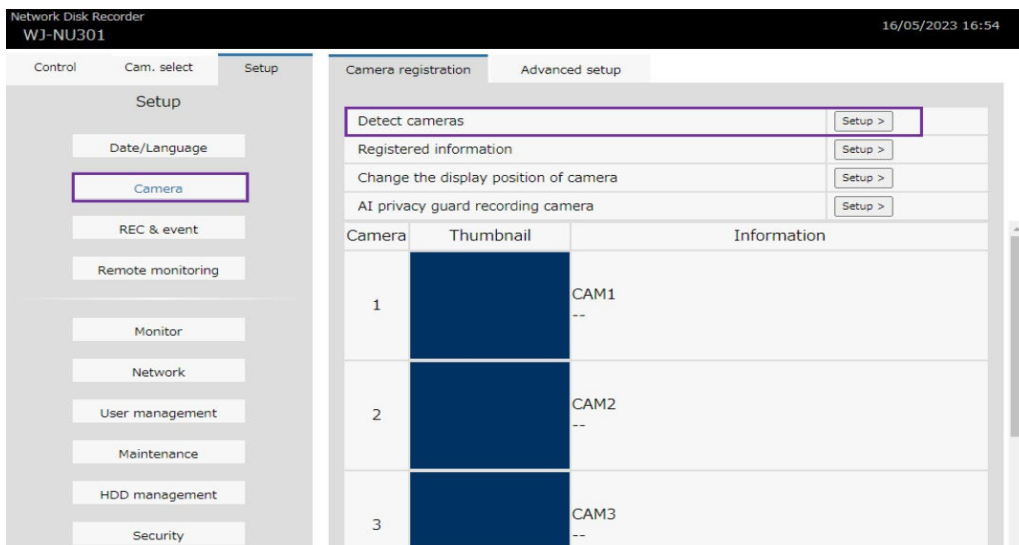 Network Disk Recorder
WJ-NU301
16/05/2023 16:54
Control Cam. select Setup
Setup
Date/Language
Camera
REC & event
Remote monitoring
Monitor
Network
User management
Maintenance
HDD management
Security
Camera registration Advanced setup
Detect cameras Setup >
Registered information Setup >
Change the display position of camera Setup >
AI privacy guard recording camera Setup >
Camera Thumbnail Information
1 CAM1
--
2 CAM2
--
3 CAM3
--